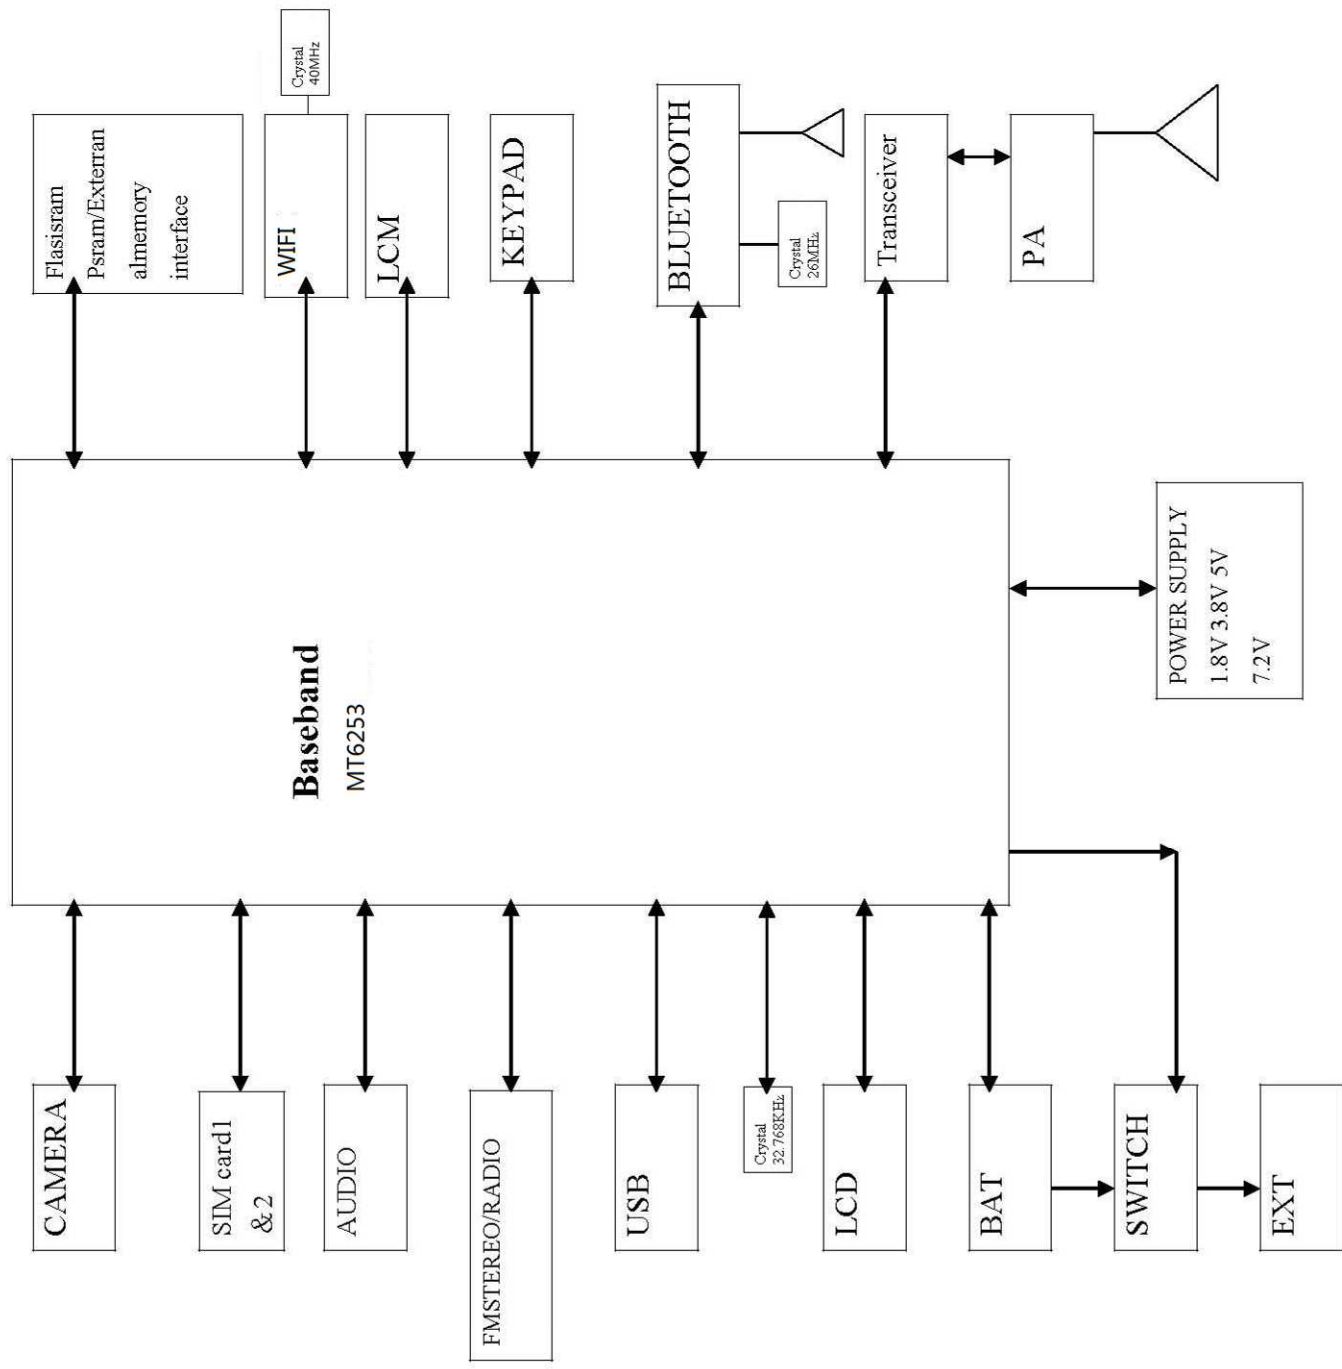 CAMERA
SIM card1
&2
AUDIO
FMSTEREO/RADIO
USB
Crystal
32.768KHz
LCD
BAT
SWITCH
EXT
Baseband
MT6253
POWER SUPPLY
1.8V 3.8V 5V
7.2V
Flasisram
Psram/Exterran
almemory
interface
WIFI
Crystal
40MHz
LCM
KEYPAD
BLUETOOTH
Crystal
26MHz
Transceiver
PA